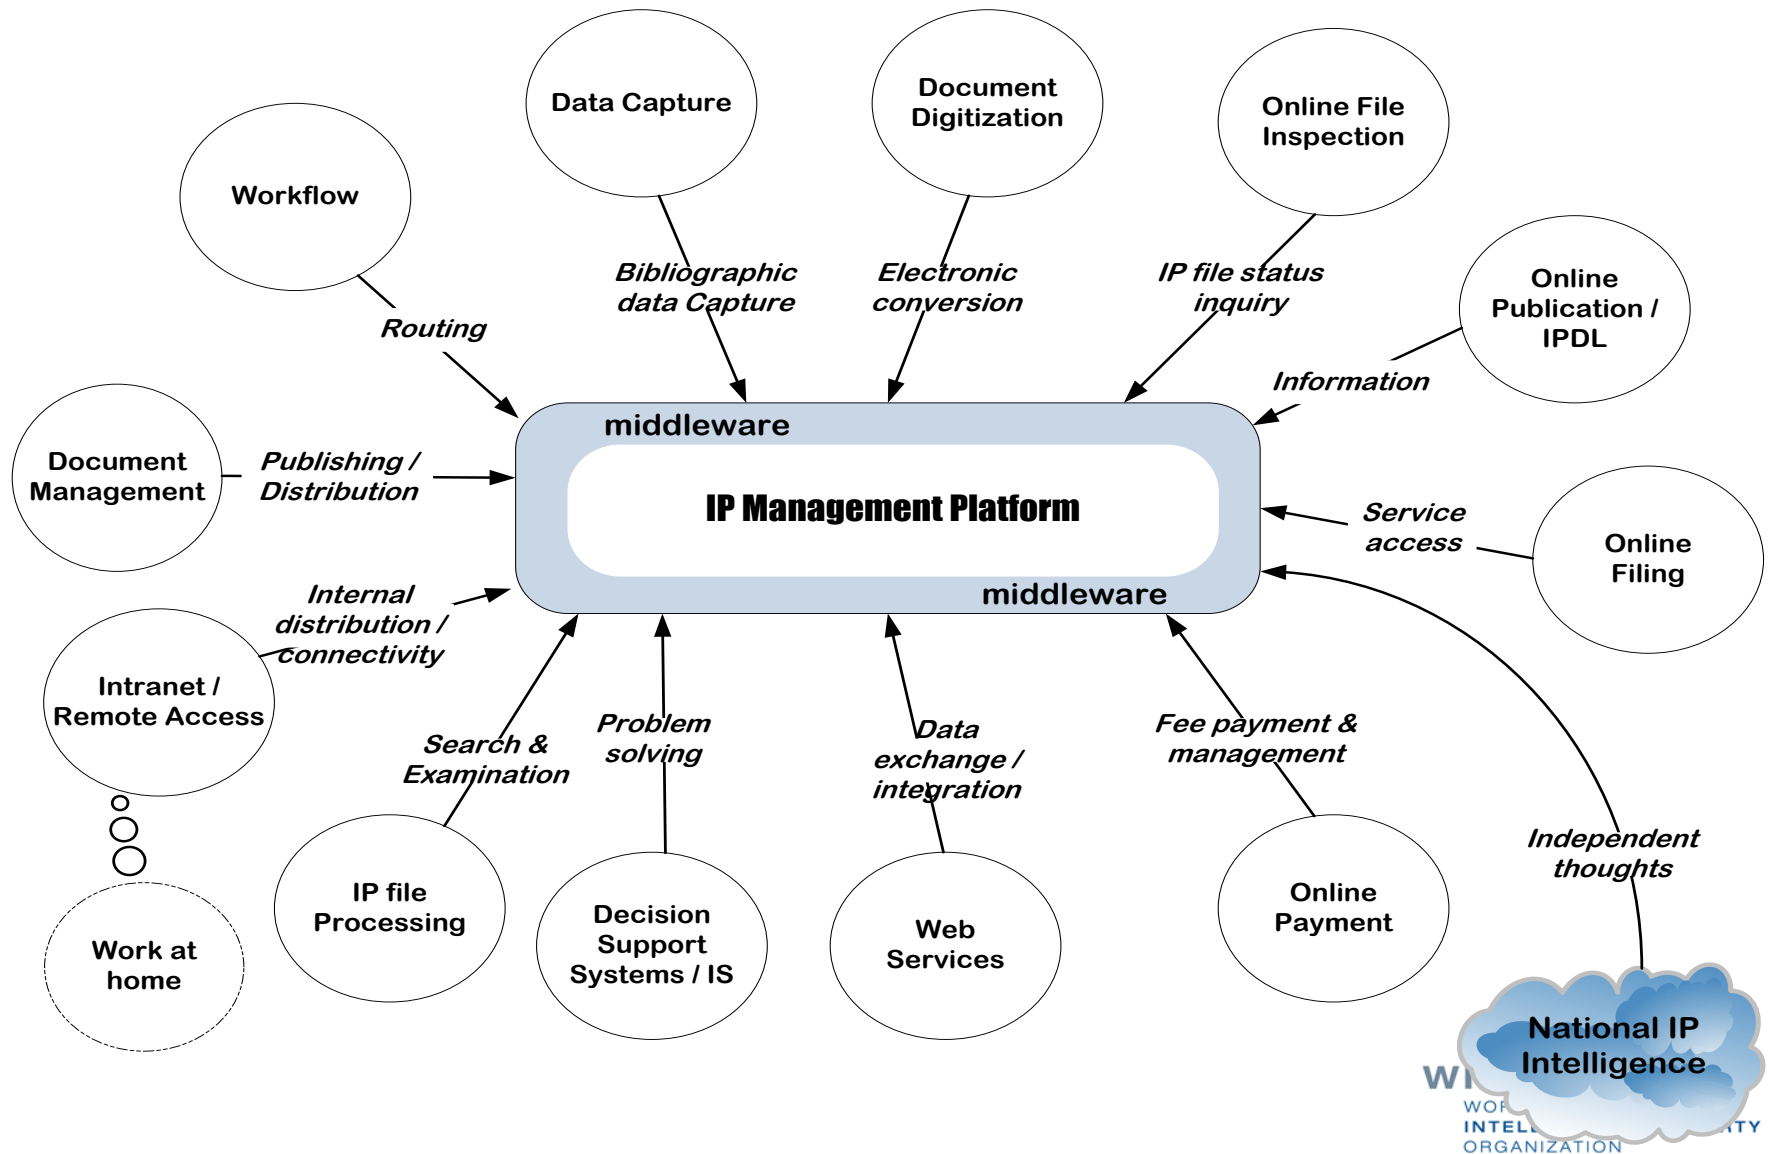 Data Capture
Document
Digitization
Online File
Inspection
Workflow
Bibliographic
data Capture
Electronic
conversion
IP file status
inquiry
Online
Publication /
IPDL
Routing
Information
middleware
Document
Management
Publishing /
Distribution
IP Management Platform
Service
access
Online
Filing
middleware
Internal
distribution /
connectivity
Intranet /
Remote Access
Search &
Examination
Problem
solving
Data
exchange /
integration
Fee payment &
management
Independent
thoughts
IP file
Processing
Decision
Support
Systems / IS
Web
Services
Online
Payment
Work at
home
National IP
Intelligence
ORGANIZATION